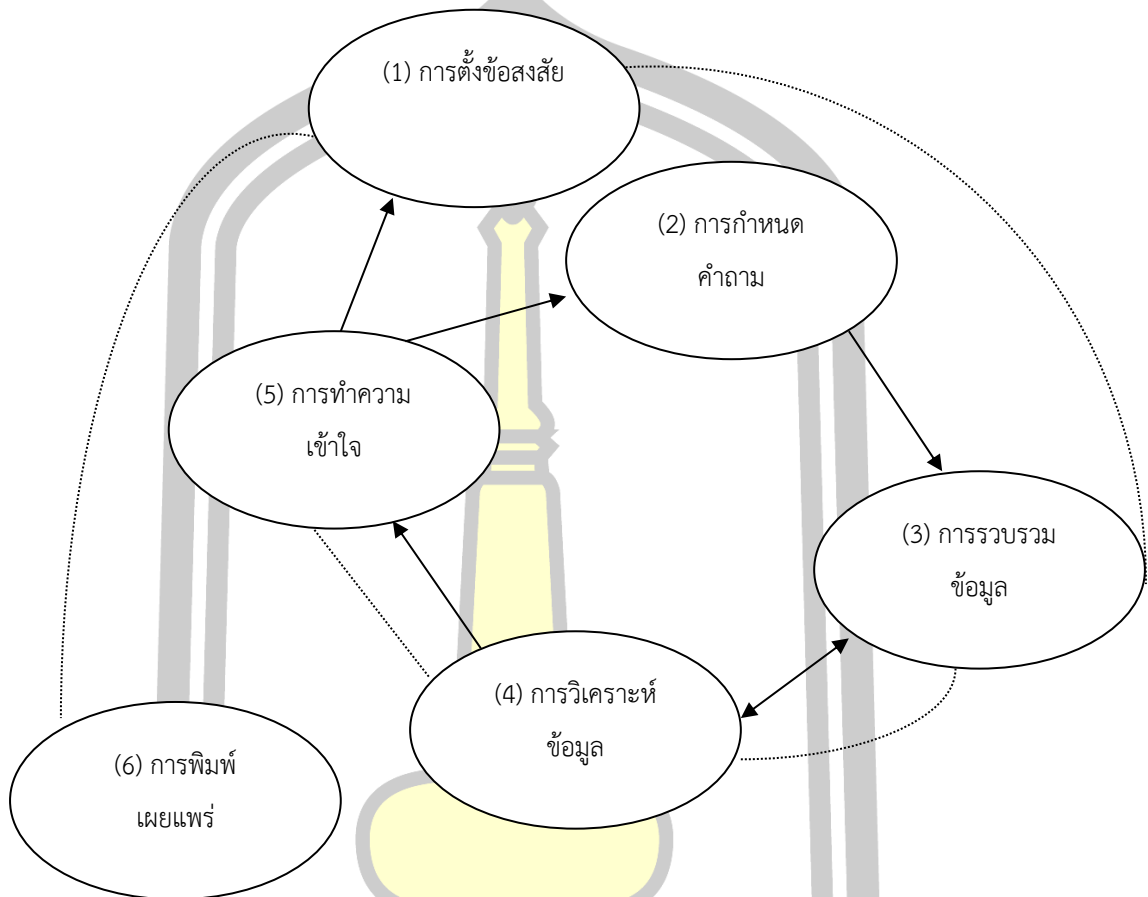 (1) การตั้งข้อสงสัย
(2) การกำหนด
คำถาม
(3) การรวบรวม
ข้อมูล
(4) การวิเคราะห์
ข้อมูล
(5) การทำความ
เข้าใจ
(6) การพิมพ์
เผยแพร่